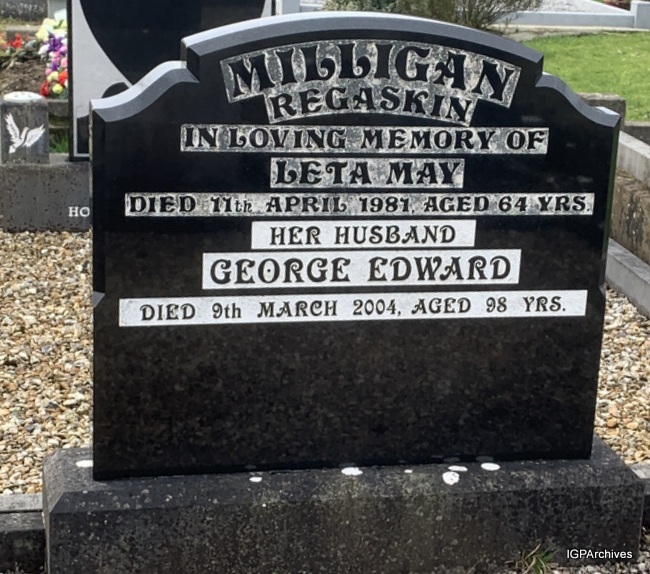 MILLIGAN
REGASKIN
IN LOVING MEMORY OF
LETA MAY
DIED 11th APRIL 1981, AGED 64 YRS.
HER HUSBAND
GEORGE EDWARD
DIED 9th MARCH 2004, AGED 98 YRS.
HO
IGPArchives